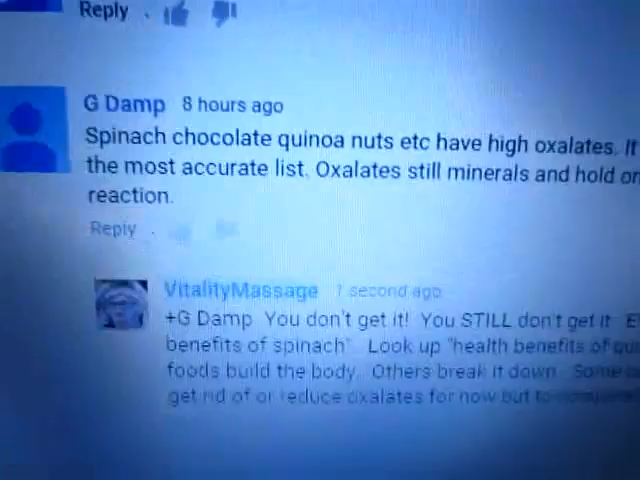 Reply .
G Damp 8 hours ago
Spinach chocolate quinoa nuts etc have high oxalates. It
the most accurate list. Oxalates still minerals and hold on
reaction.
Reply .
VitalityMassage 1 second ago
+G Damp You don't get it! You STILL don't get it
benefits of spinach". Look up "health benefits of
foods build the body. Others break it down. Some
get rid of or reduce oxalates for now but to